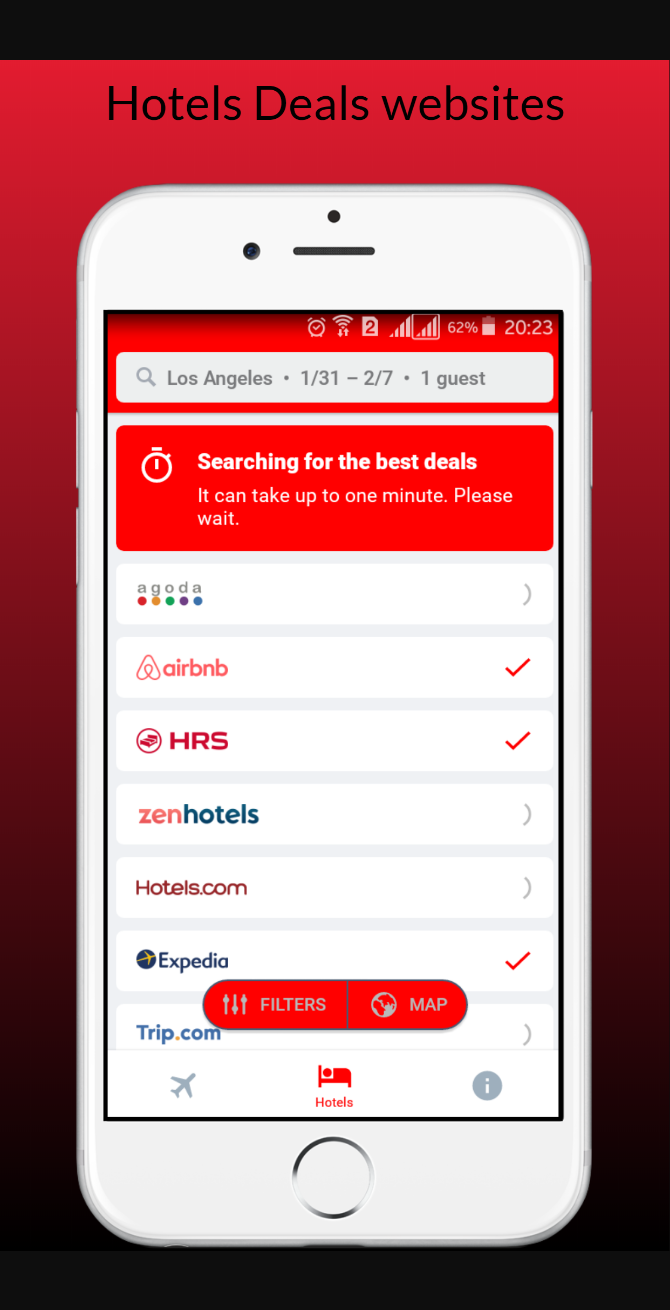 Hotels Deals websites
2 62% 20:23
Los Angeles • 1/31 – 2/7 • 1 guest
Searching for the best deals
It can take up to one minute. Please
wait.
agoda
airbnb
HRS
zenhotels
Hotels.com
Expedia
FILTERS MAP
Trip.com
Hotels